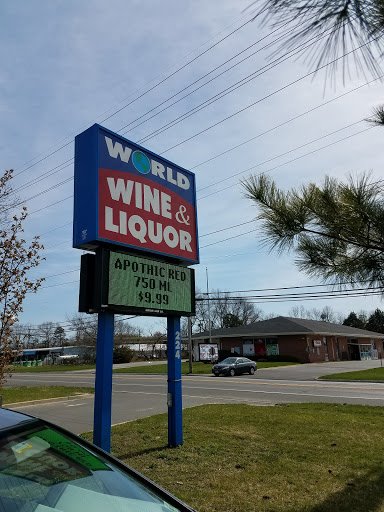 WORLD
WINE &
LIQUOR
APOTHIC RED
750 ML
$9.99
224